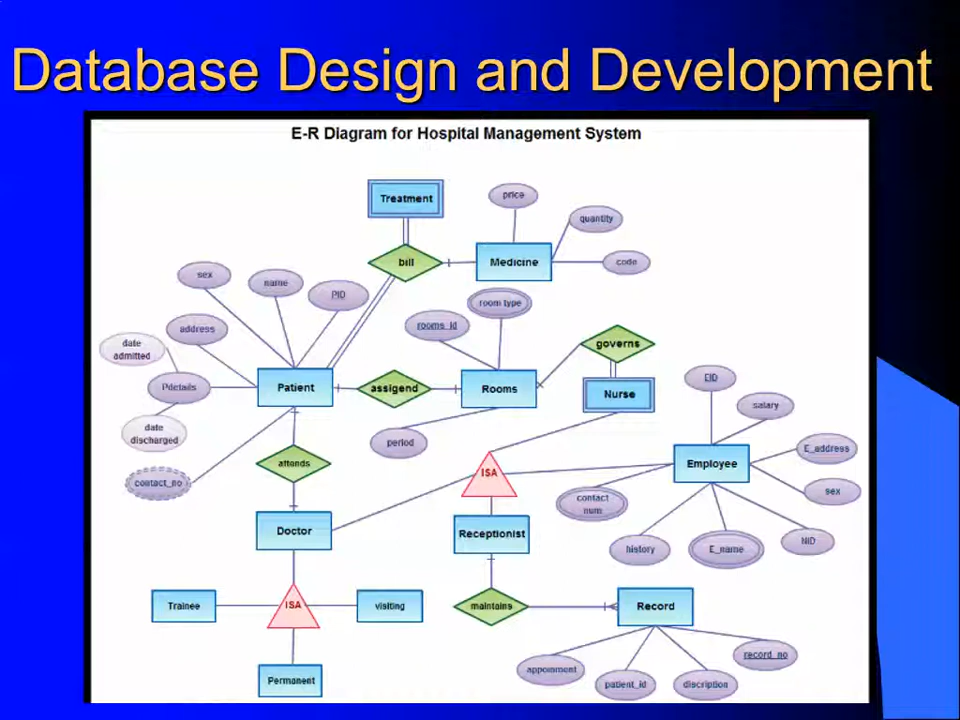 Database Design and Development
E-R Diagram for Hospital Management System
Treatment
price
quantity
bill
Medicine
code
sex
name
PID
room type
rooms_id
address
governs
date
admitted
Pdetails
Patient
assigend
Rooms
Nurse
EID
salary
date
discharged
period
attends
contact_no
ISA
Employee
E_address
sex
contact
num
Doctor
Receptionist
history
E_name
NID
Trainee
ISA
visiting
maintains
Record
Permanent
appoinment
patient_id
discription
record_no